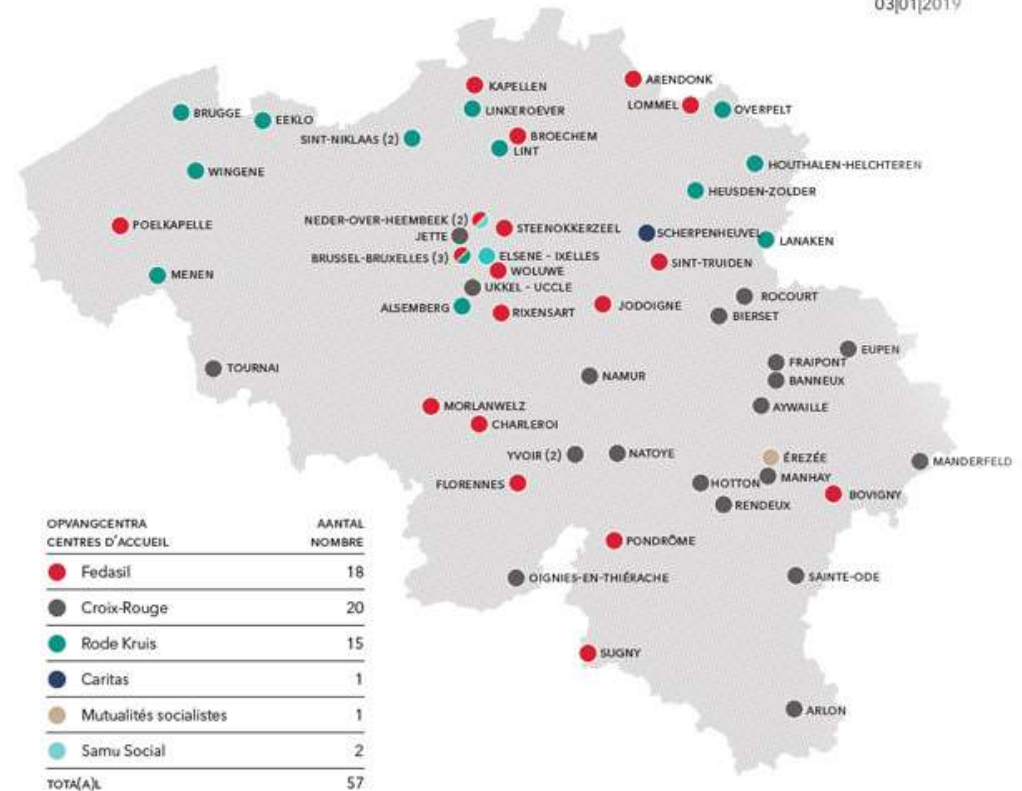 03|01|2019
KAPELLEN
ARENDONK
LOMMEL
OVERPELT
BRUGGE
EEKLO
LINKEROEVER
SINT-NIKLAAS (2)
BROECHEM
LINT
WINGENE
HOUTHALEN-HELCHTEREN
HEUSDEN-ZOLDER
POELKAPELLE
NEDER-OVER-HEEMBEEK (2)
STEENOKKERZEEL
JETTE
SCHERPENHEUVEL
LANAKEN
BRUSSEL-BRUXELLES (3)
ELSENE - IXELLES
WOLUWE
SINT-TRUIDEN
MENEN
UKKEL - UCCLE
ALSEMBERG
RIXENSART
JODOIGNE
ROCOURT
BIERSET
TOURNAI
NAMUR
EUPEN
FRAIPONT
BANNEUX
MORLANWELZ
AYWAILLE
CHARLEROI
YVOIR (2)
NATOYE
ÉREZÉE
MANDERFELD
FLORENNES
HOTTON
MANHAY
BOVIGNY
RENDEUX
PONDRÔME
OIGNIES-EN-THIÉRACHE
SAINTE-ODE
SUGNY
ARLON
OPVANGCENTRA AANTAL
CENTRES D'ACCUEIL NOMBRE
Fedasil 18
Croix-Rouge 20
Rode Kruis 15
Caritas 1
Mutualités socialistes 1
Samu Social 2
TOTA(A)L 57